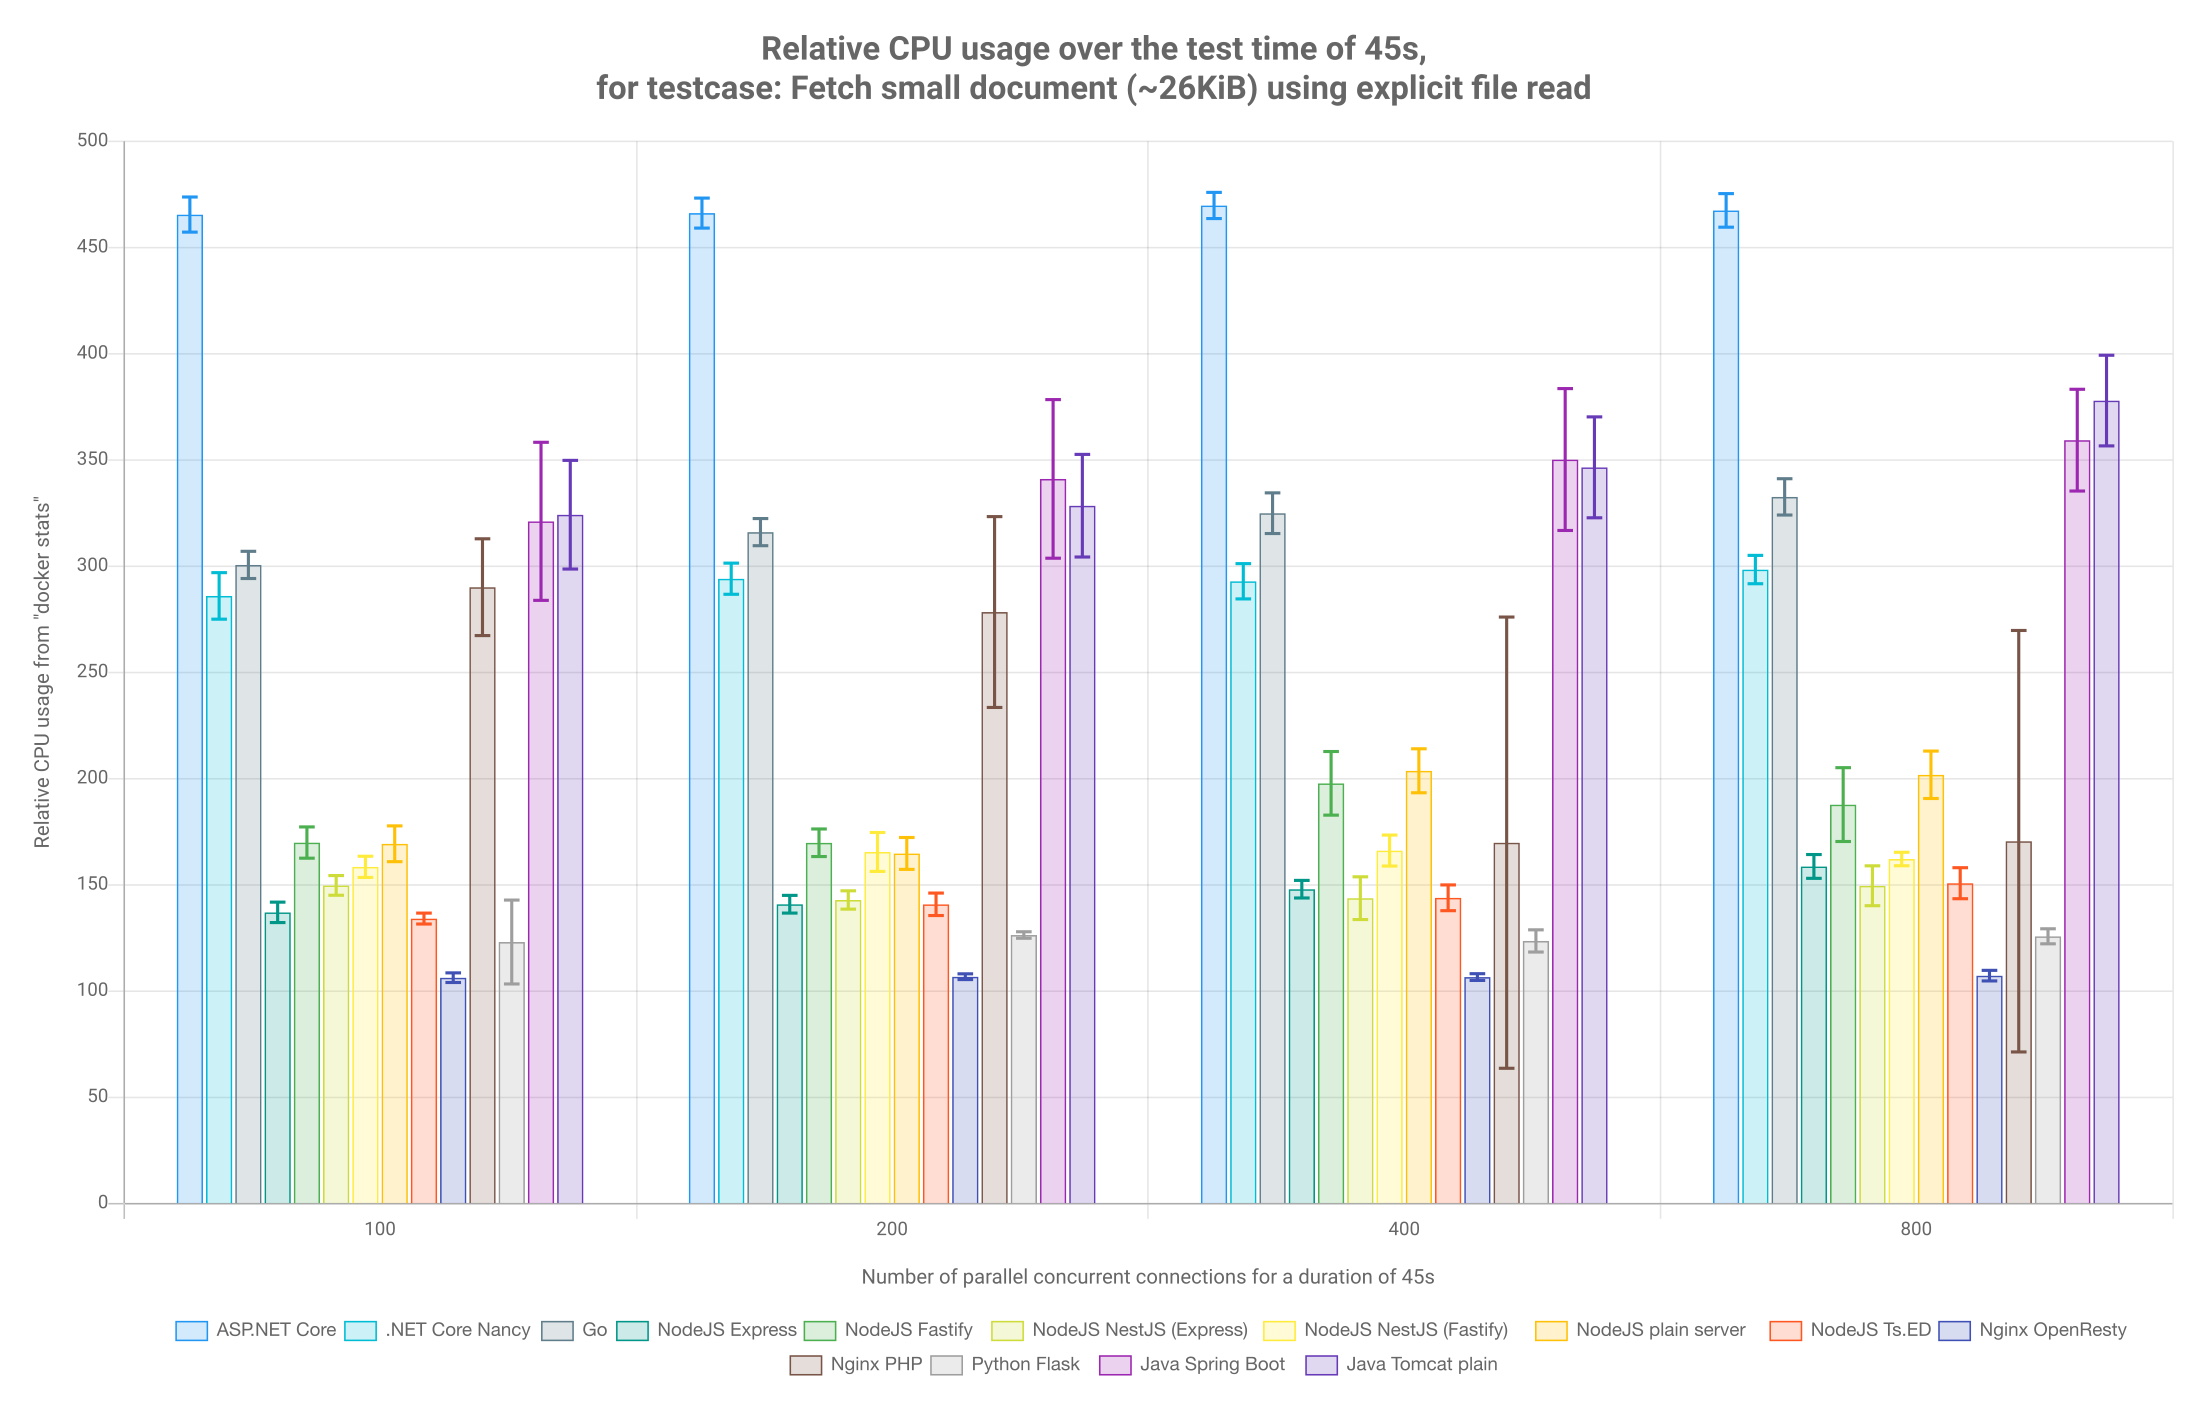 Relative CPU usage over the test time of 45s,
for testcase: Fetch small document (~26KiB) using explicit file read
Relative CPU usage from "docker stats"
500
450
400
350
300
250
200
150
100
50
0
100 200 400 800
Number of parallel concurrent connections for a duration of 45s
ASP.NET Core .NET Core Nancy Go NodeJS Express NodeJS Fastify NodeJS NestJS (Express) NodeJS NestJS (Fastify) NodeJS plain server NodeJS Ts.ED Nginx OpenResty
Nginx PHP Python Flask Java Spring Boot Java Tomcat plain